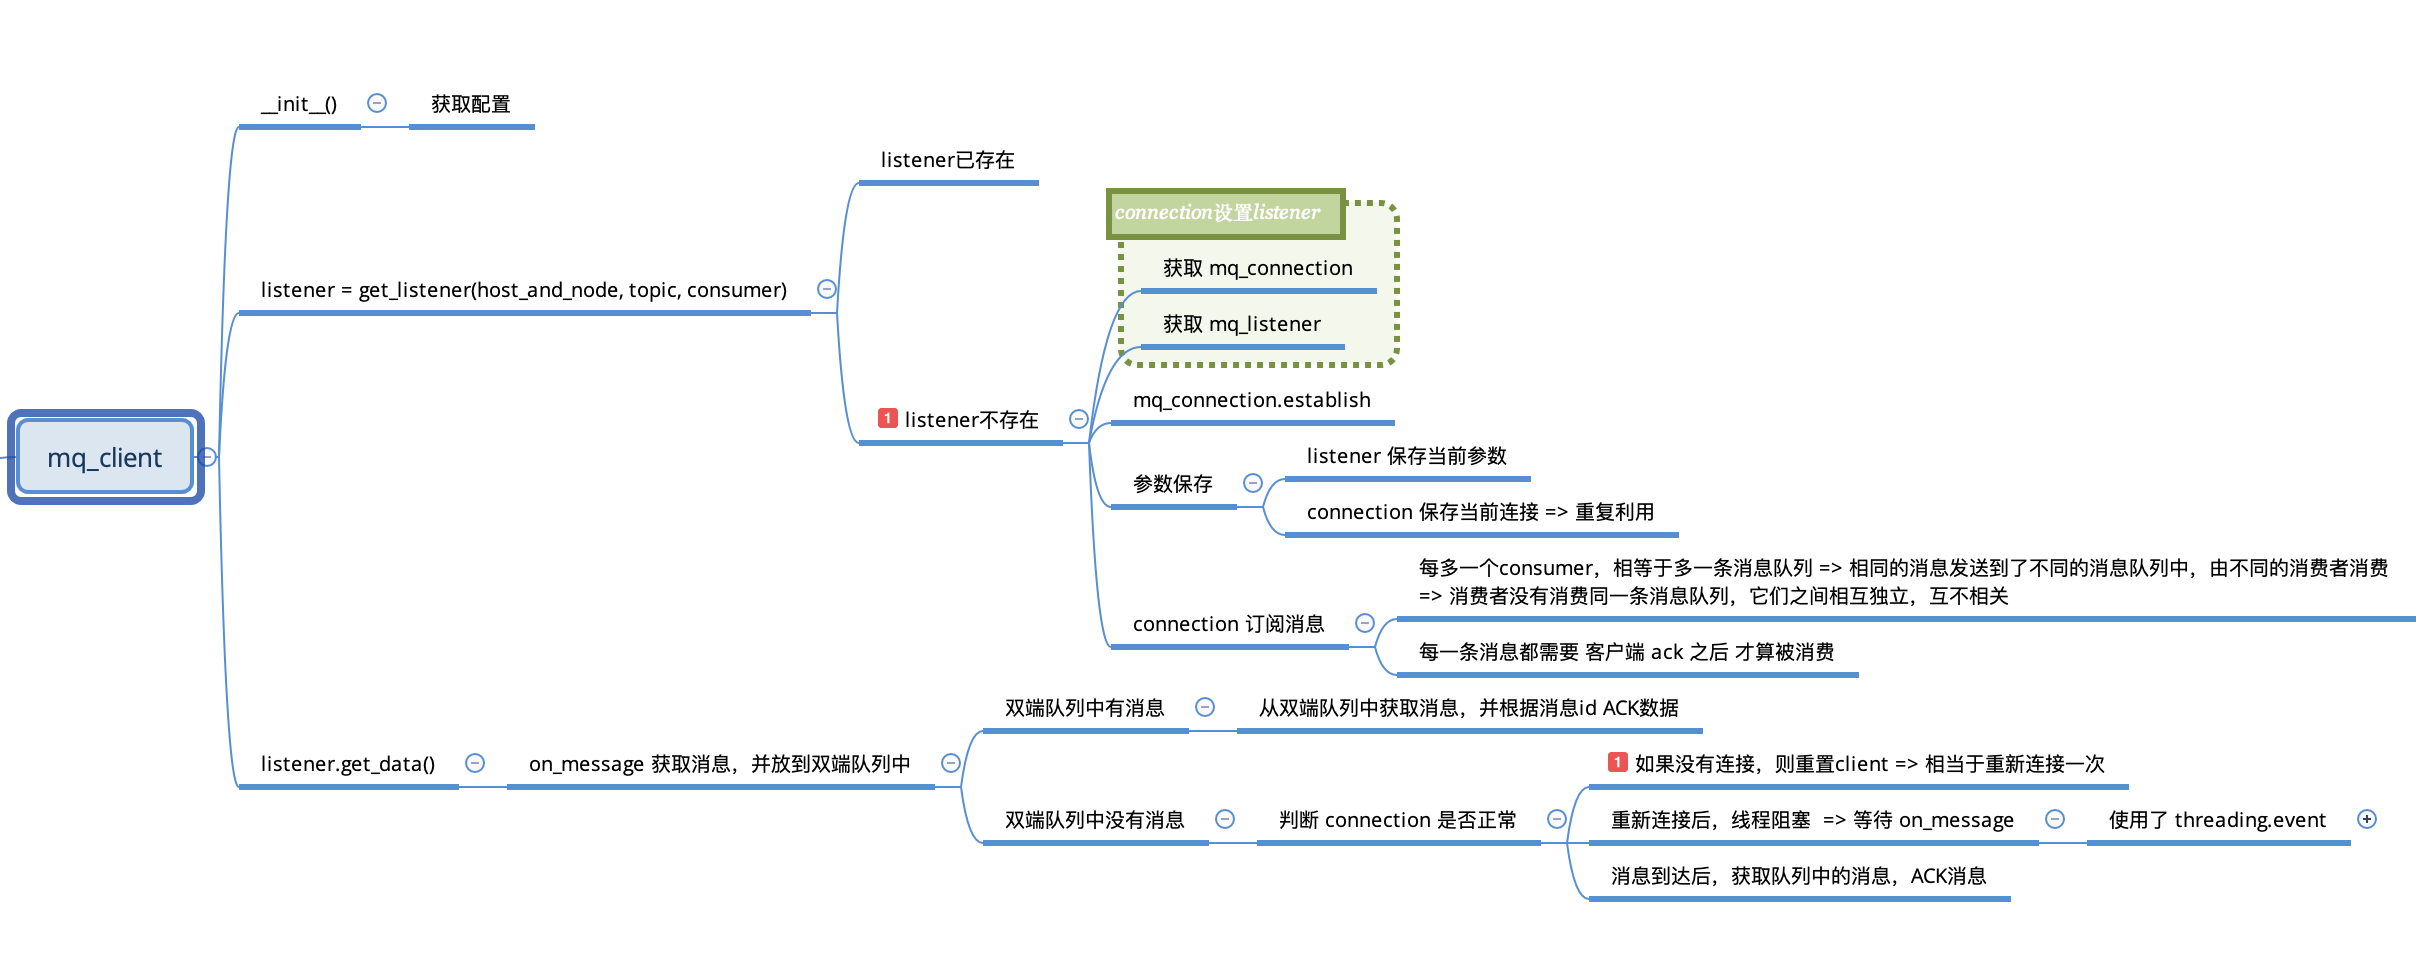 __init__()
获取配置
listener已存在
connection设置listener
获取 mq_connection
listener = get_listener(host_and_node, topic, consumer)
获取 mq_listener
mq_connection.establish
1 listener不存在
mq_client
listener 保存当前参数
参数保存
connection 保存当前连接 => 重复利用
每多一个consumer，相等于多一条消息队列 => 相同的消息发送到了不同的消息队列中，由不同的消费者消费
=> 消费者没有消费同一条消息队列，它们之间相互独立，互不相关
connection 订阅消息
每一条消息都需要 客户端 ack 之后 才算被消费
双端队列中有消息
从双端队列中获取消息，并根据消息id ACK数据
listener.get_data()
on_message 获取消息，并放到双端队列中
1 如果没有连接，则重置client => 相当于重新连接一次
双端队列中没有消息
判断 connection 是否正常
重新连接后，线程阻塞 => 等待 on_message
使用了 threading.event
消息到达后，获取队列中的消息，ACK消息